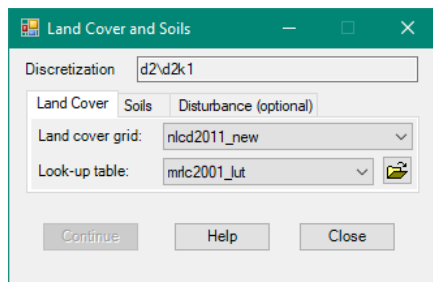 Land Cover and Soils
Discretization d2\d2k1
Land Cover Soils Disturbance (optional)
Land cover grid: nlcd2011_new
Look-up table: mrlc2001_lut
Continue Help Close